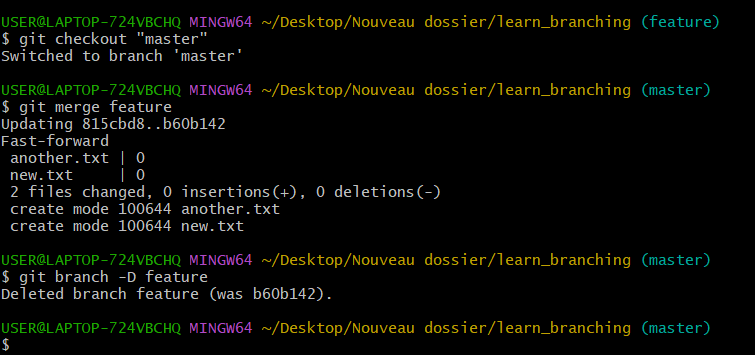 USER@LAPTOP-724VBCHQ MINGW64 ~/Desktop/Nouveau dossier/learn_branching (feature)
$ git checkout "master"
Switched to branch 'master'
USER@LAPTOP-724VBCHQ MINGW64 ~/Desktop/Nouveau dossier/learn_branching (master)
$ git merge feature
Updating 815cbd8..b60b142
Fast-forward
 another.txt | 0
 new.txt     | 0
 2 files changed, 0 insertions(+), 0 deletions(-)
 create mode 100644 another.txt
 create mode 100644 new.txt
USER@LAPTOP-724VBCHQ MINGW64 ~/Desktop/Nouveau dossier/learn_branching (master)
$ git branch -D feature
Deleted branch feature (was b60b142).
USER@LAPTOP-724VBCHQ MINGW64 ~/Desktop/Nouveau dossier/learn_branching (master)
$